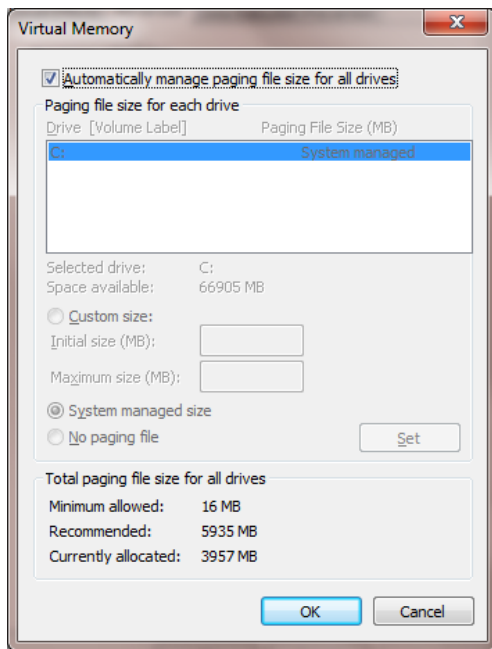 Virtual Memory
Automatically manage paging file size for all drives
Paging file size for each drive
Drive [Volume Label] Paging File Size (MB)
C: System managed
Selected drive: C:
Space available: 66905 MB
Custom size:
Initial size (MB):
Maximum size (MB):
System managed size
No paging file
Set
Total paging file size for all drives
Minimum allowed: 16 MB
Recommended: 5935 MB
Currently allocated: 3957 MB
OK Cancel